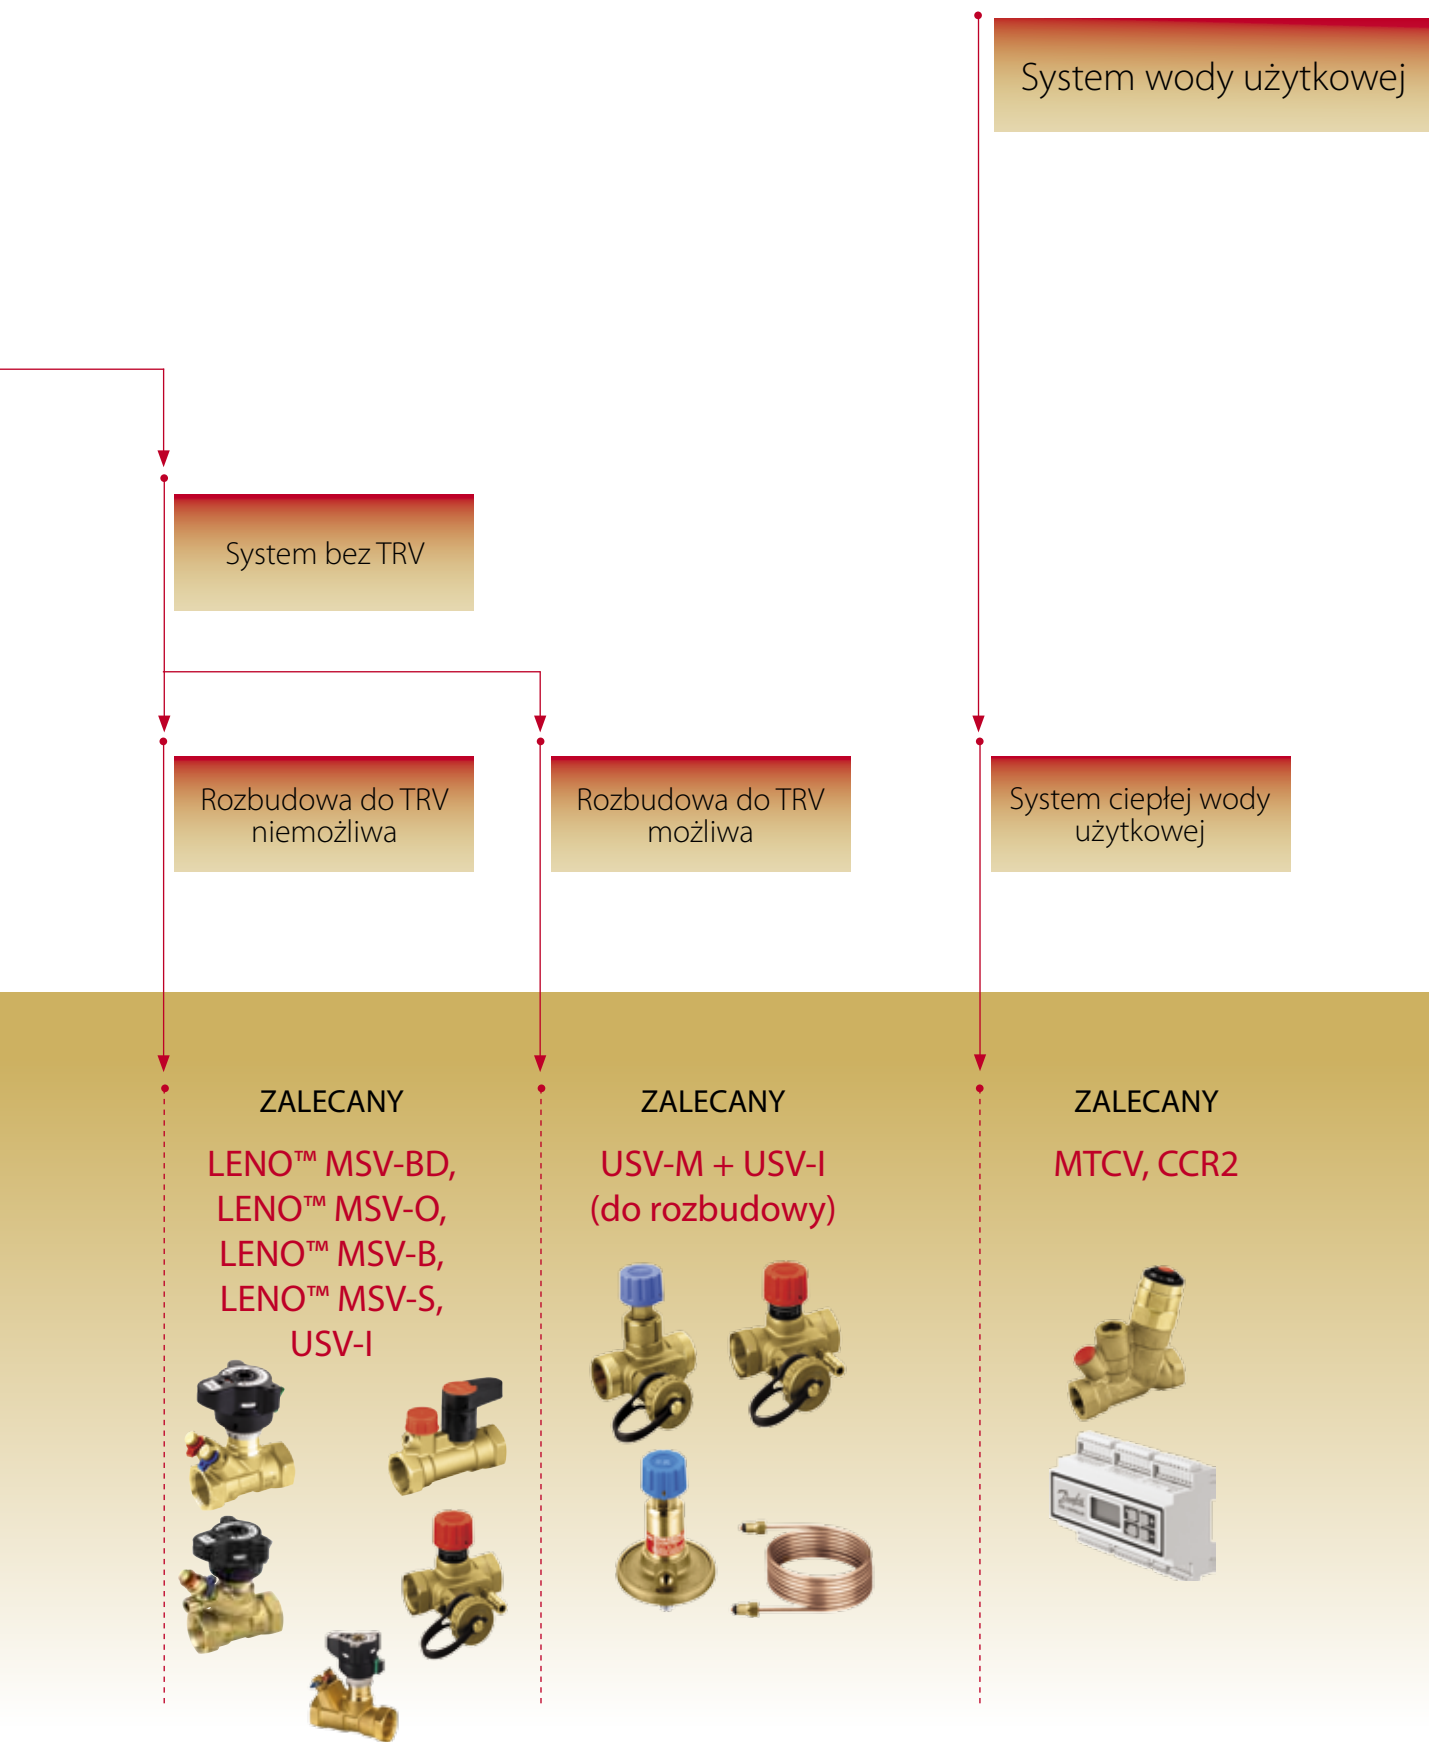 System wody użytkowej
System bez TRV
Rozbudowa do TRV
niemożliwa
Rozbudowa do TRV
możliwa
System ciepłej wody
użytkowej
ZALECANY
LENO™ MSV-BD,
LENO™ MSV-O,
LENO™ MSV-B,
LENO™ MSV-S,
USV-I
ZALECANY
USV-M + USV-I
(do rozbudowy)
ZALECANY
MTCV, CCR2
Danfoss